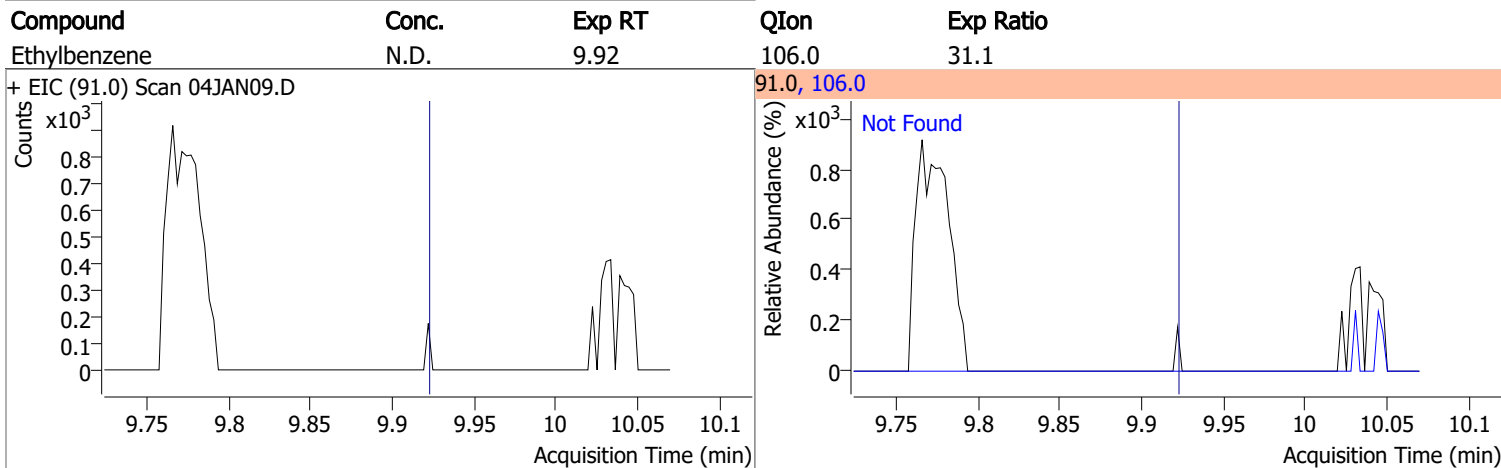 Compound Conc. Exp RT QIon Exp Ratio
Ethylbenzene N.D. 9.92 106.0 31.1
+ EIC (91.0) Scan 04JAN09.D
Counts
x10³
0.8
0.7
0.6
0.5
0.4
0.3
0.2
0.1
0
9.75 9.8 9.85 9.9 9.95 10 10.05 10.1
Acquisition Time (min)
91.0, 106.0
Relative Abundance (%)
x10³
Not Found
0.8
0.6
0.4
0.2
0
9.75 9.8 9.85 9.9 9.95 10 10.05 10.1
Acquisition Time (min)